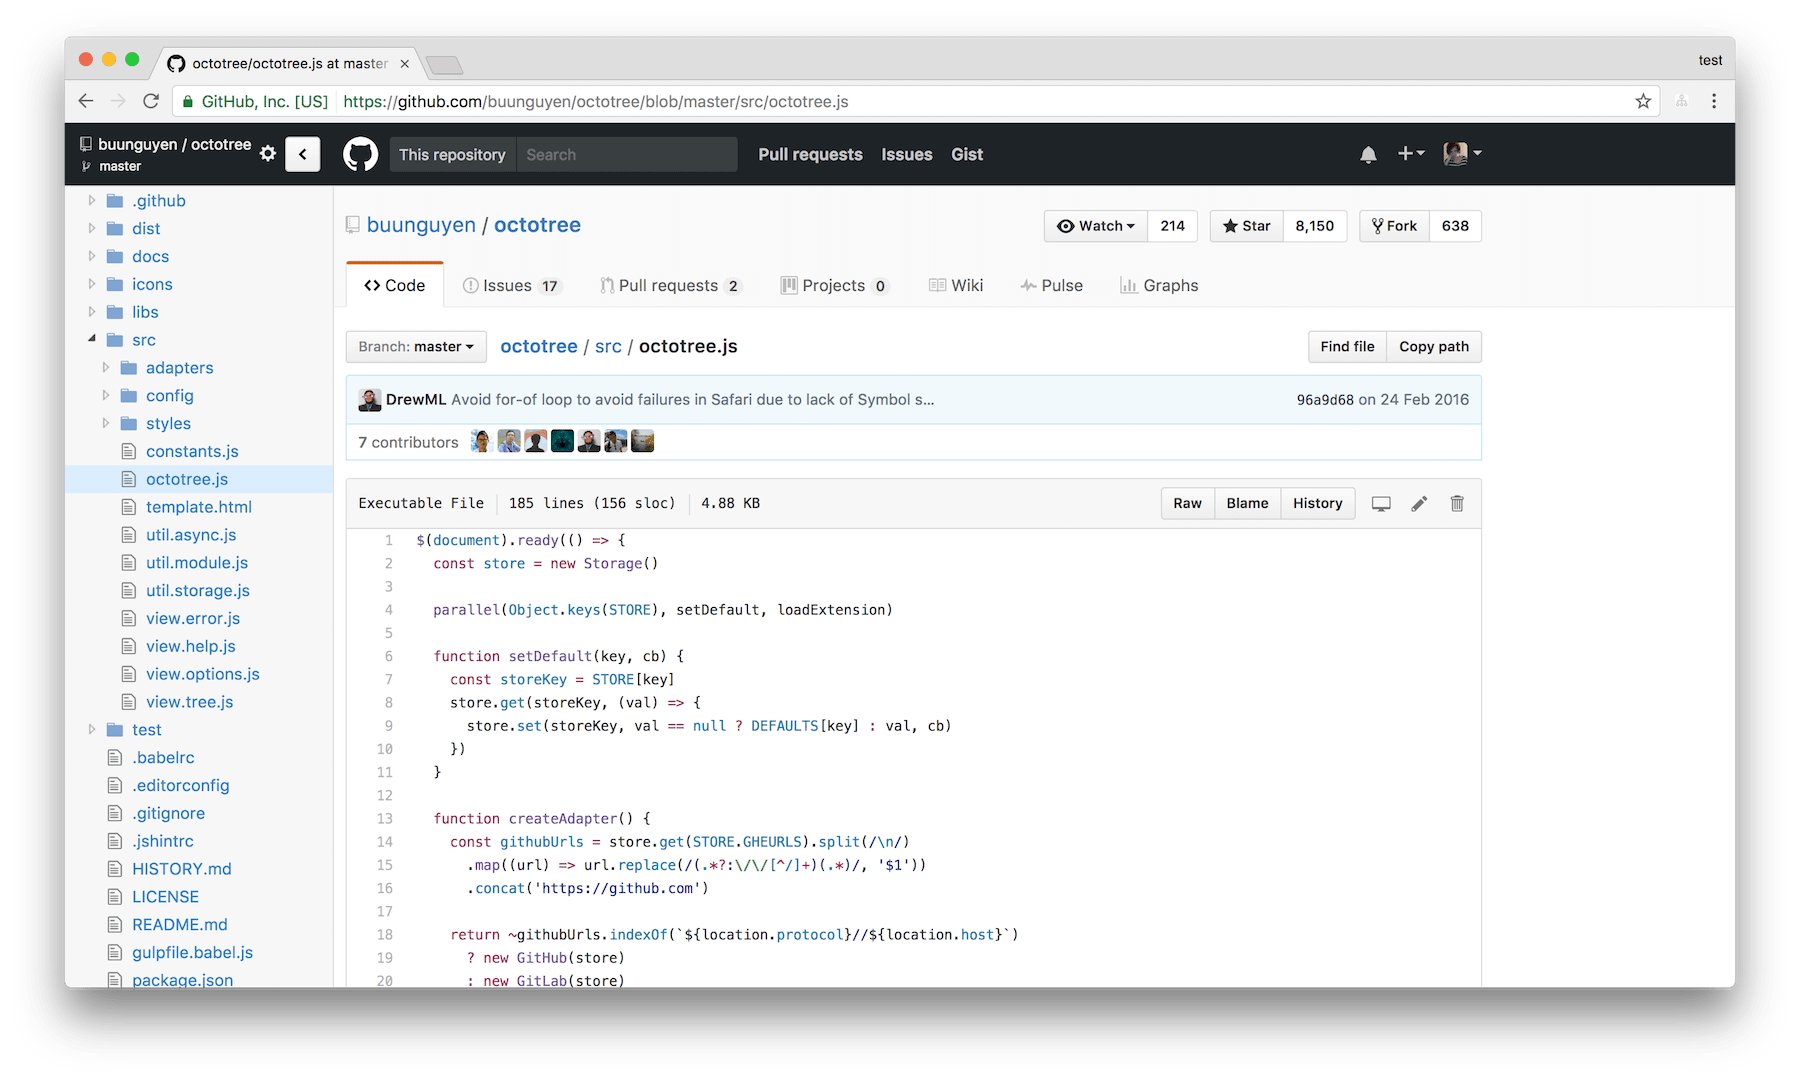 octotree/octotree.js at master
test
GitHub, Inc. [US] https://github.com/buunguyen/octotree/blob/master/src/octotree.js
buunguyen / octotree
master
This repository Search Pull requests Issues Gist
.github
dist
docs
icons
libs
src
adapters
config
styles
constants.js
octotree.js
template.html
util.async.js
util.module.js
util.storage.js
view.error.js
view.help.js
view.options.js
view.tree.js
test
.babelrc
.editorconfig
.gitignore
.jshintrc
HISTORY.md
LICENSE
README.md
gulpfile.babel.js
package.json
buunguyen / octotree
Watch 214 Star 8,150 Fork 638
Code Issues 17 Pull requests 2 Projects 0 Wiki Pulse Graphs
Branch: master octotree / src / octotree.js Find file Copy path
DrewML Avoid for-of loop to avoid failures in Safari due to lack of Symbol s... 96a9d68 on 24 Feb 2016
7 contributors
Executable File 185 lines (156 sloc) 4.88 KB Raw Blame History
1 $(document).ready(() => {
2 const store = new Storage()
3
4 parallel(Object.keys(STORE), setDefault, loadExtension)
5
6 function setDefault(key, cb) {
7 const storeKey = STORE[key]
8 store.get(storeKey, (val) => {
9 store.set(storeKey, val == null ? DEFAULTS[key] : val, cb)
10 })
11 }
12
13 function createAdapter() {
14 const githubUrls = store.get(STORE.GHEURLS).split(/\n/)
15 .map((url) => url.replace(/(.*?:\/\/[^/]+)(.*)/, '$1'))
16 .concat('https://github.com')
17
18 return ~githubUrls.indexOf(`${location.protocol}//${location.host}`)
19 ? new GitHub(store)
20 : new GitLab(store)